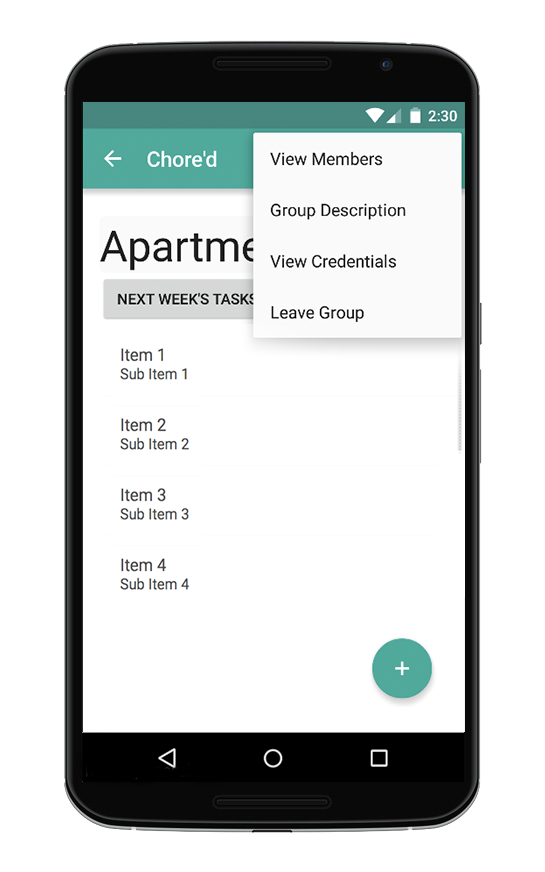 2:30
Chore'd
View Members
Group Description
View Credentials
Leave Group
Apartme
NEXT WEEK'S TASKS
Item 1
Sub Item 1
Item 2
Sub Item 2
Item 3
Sub Item 3
Item 4
Sub Item 4
+